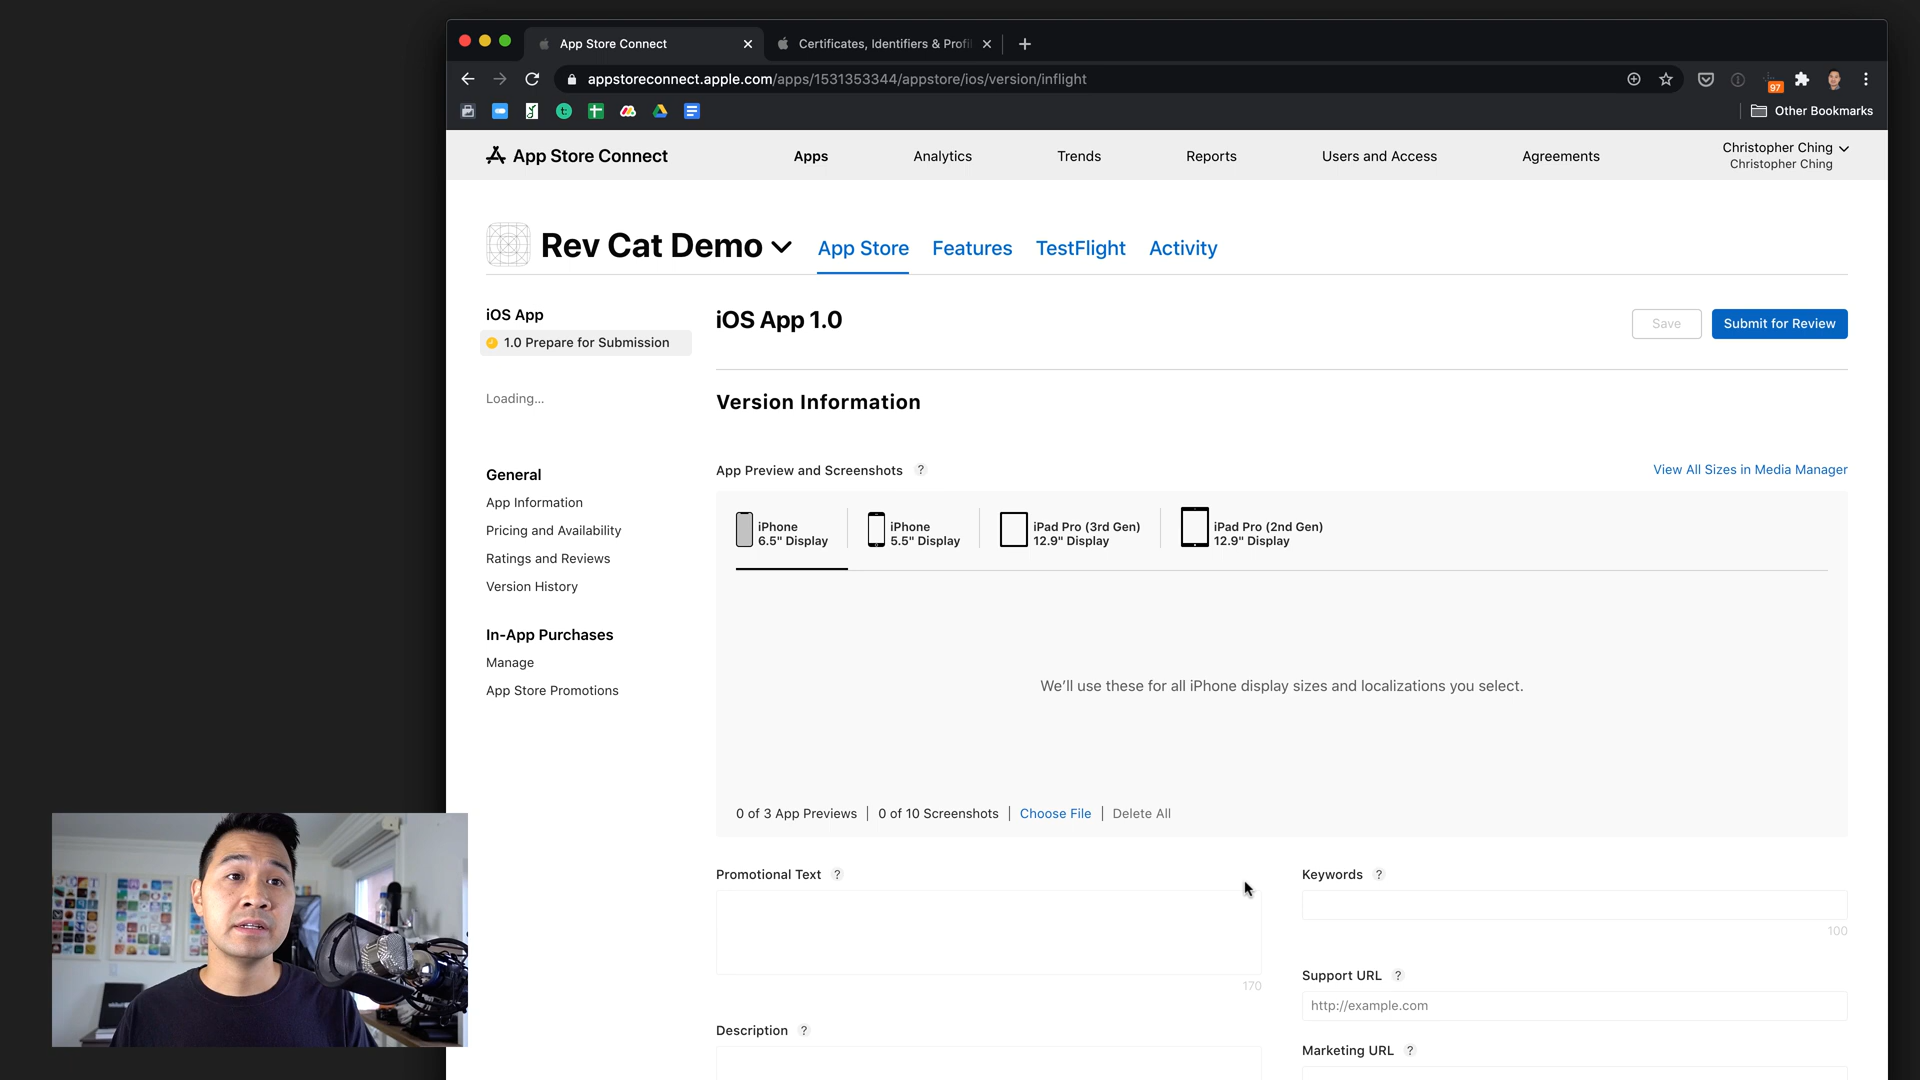 App Store Connect
Certificates, Identifiers & Profi
appstoreconnect.apple.com/apps/1531353344/appstore/ios/version/inflight
97
Other Bookmarks
App Store Connect
Apps
Analytics
Trends
Reports
Users and Access
Agreements
Christopher Ching
Christopher Ching
Rev Cat Demo
App Store
Features
TestFlight
Activity
iOS App
1.0 Prepare for Submission
Loading...
General
App Information
Pricing and Availability
Ratings and Reviews
Version History
In-App Purchases
Manage
App Store Promotions
iOS App 1.0
Save
Submit for Review
Version Information
App Preview and Screenshots ?
View All Sizes in Media Manager
iPhone
6.5" Display
iPhone
5.5" Display
iPad Pro (3rd Gen)
12.9" Display
iPad Pro (2nd Gen)
12.9" Display
We'll use these for all iPhone display sizes and localizations you select.
0 of 3 App Previews | 0 of 10 Screenshots | Choose File | Delete All
Promotional Text ?
170
Keywords ?
100
Support URL ?
http://example.com
Description ?
Marketing URL ?